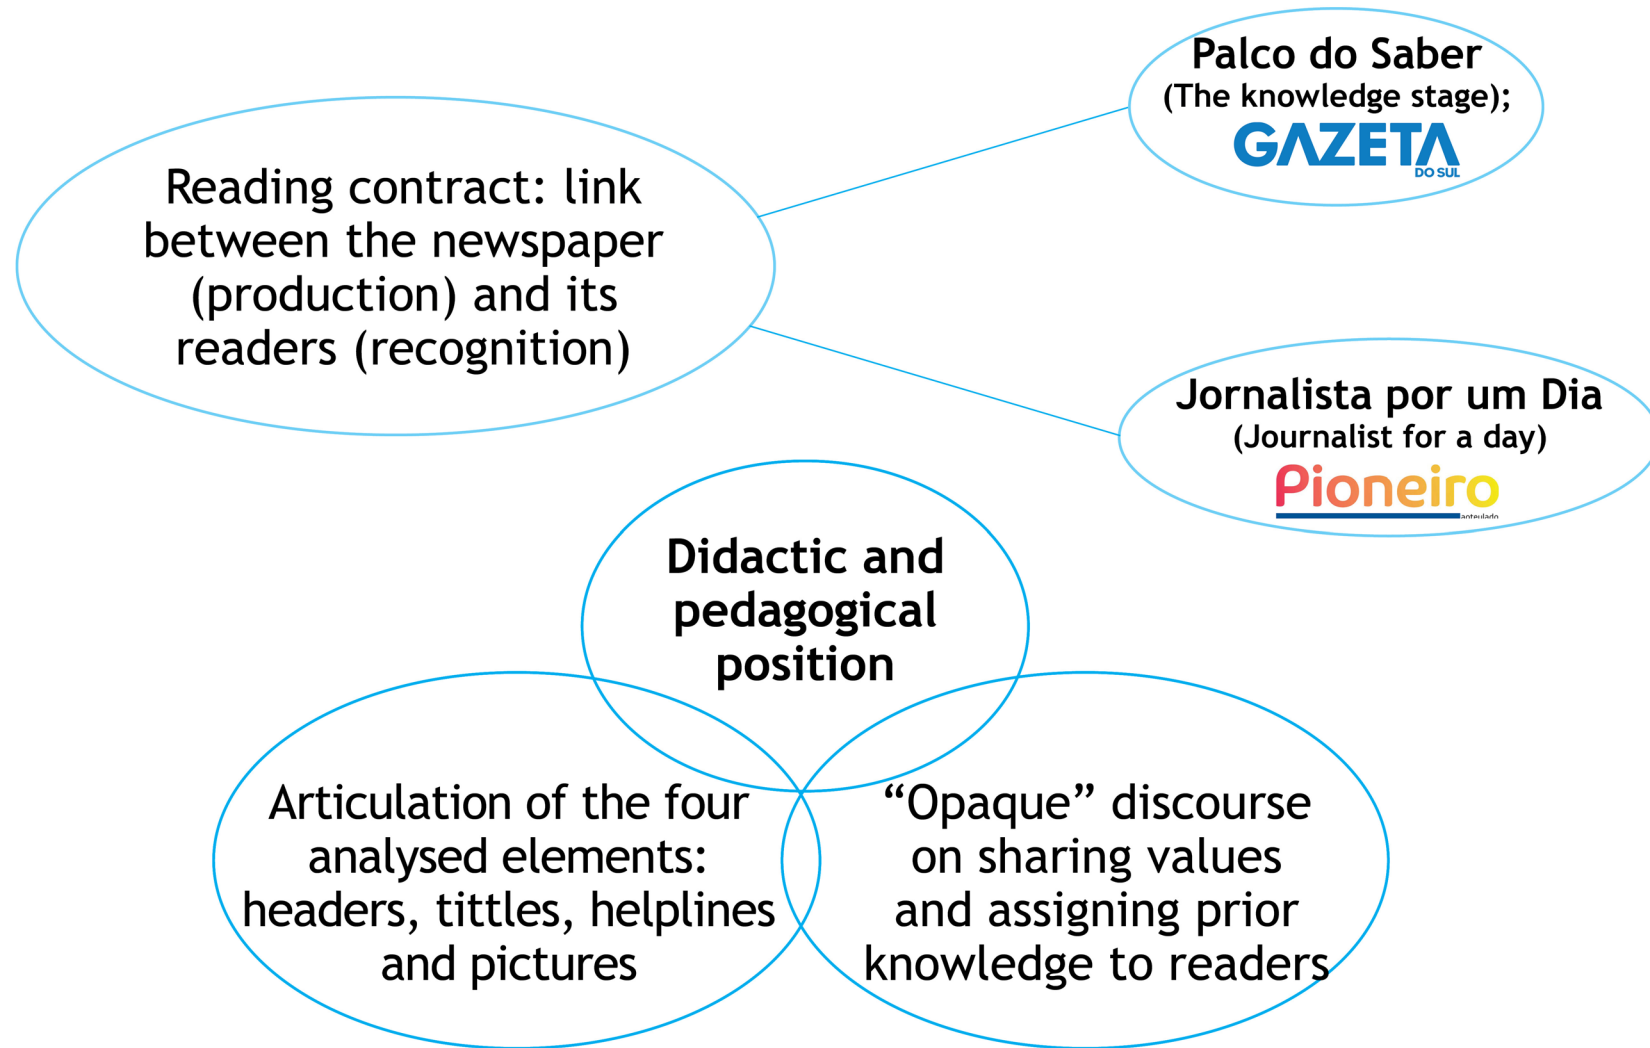 Palco do Saber
(The knowledge stage);
GAZETA
DO SUL
Reading contract: link
between the newspaper
(production) and its
readers (recognition)
Jornalista por um Dia
(Journalist for a day)
Pioneiro
Didactic and
pedagogical
position
Articulation of the four
analysed elements:
headers, tittles, helplines
and pictures
“Opaque” discourse
on sharing values
and assigning prior
knowledge to readers